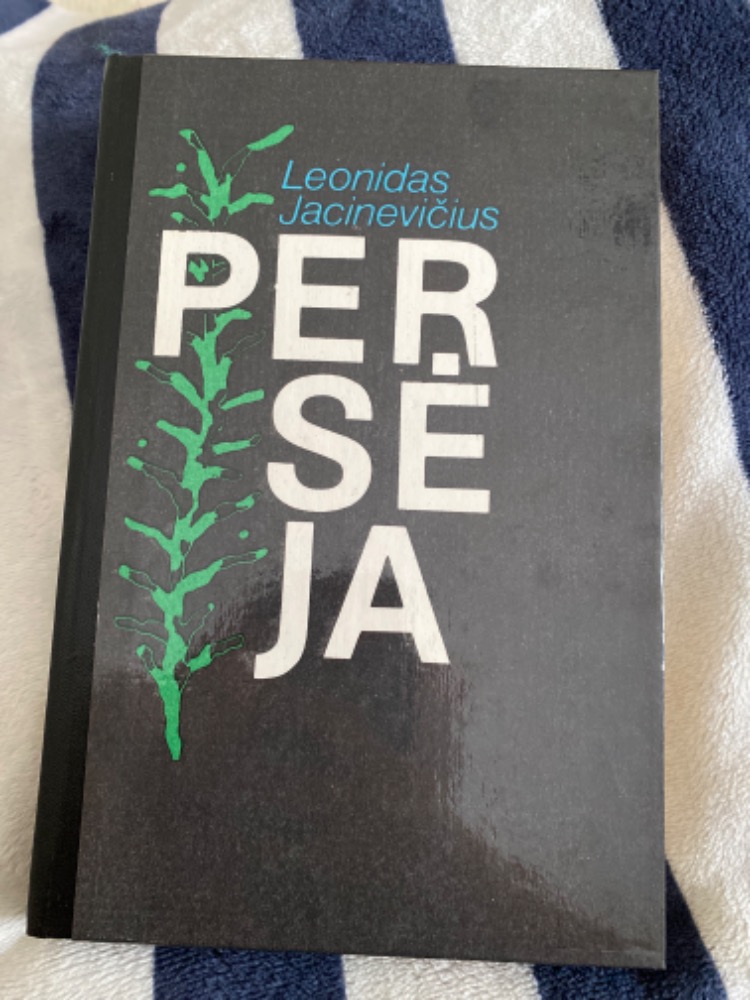 Leonidas
Jacinevičius
PER
SĖ
JA